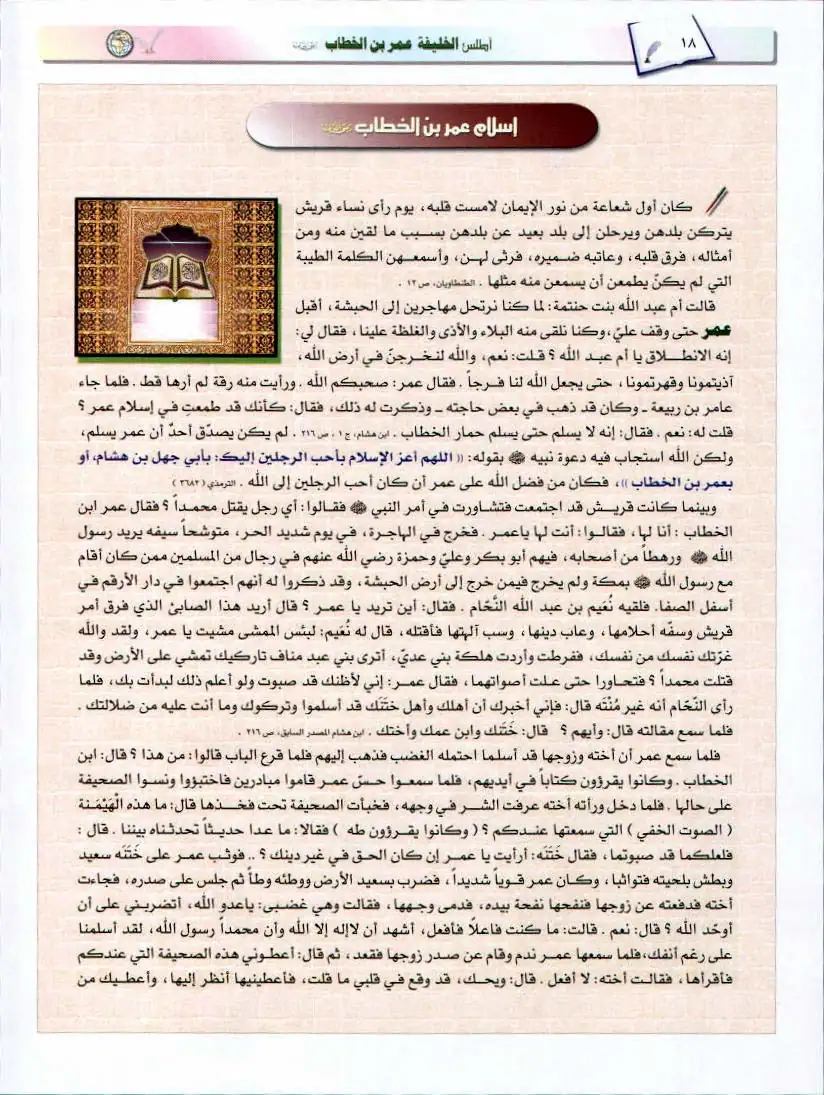 ١٨
أطلس الخليفة عمر بن الخطاب رضي الله عنه
إسلام عمر بن الخطاب رضي الله عنه
كان أول شعاعة من نور الإيمان لامست قلبه، يوم رأى نساء قريش
يتركن بلدهن ويرحلن إلى بلد بعيد عن بلدهن بسبب ما لقين منه ومن
أمثاله، فرق قلبه، وعاتبه ضميره، فرثى لهن، وأسمعهن الكلمة الطيبة
التي لم يكنّ يطمعن أن يسمعن منه مثلها . الطنطاويان، ص ١٢ .
قالت أم عبد الله بنت حنتمة: لما كنا نرتحل مهاجرين إلى الحبشة، أقبل
عمر حتى وقف عليّ، وكنا نلقى منه البلاء والأذى والغلظة علينا، فقال لي:
إنه الانطلاق يا أم عبد الله ؟ قلت: نعم، والله لنخرجنّ في أرض الله،
آذيتمونا وقهرتمونا، حتى يجعل الله لنا فرجاً . فقال عمر: صحبكم الله . ورأيت منه رقة لم أرها قط . فلما جاء
عامر بن ربيعة ـ وكان قد ذهب في بعض حاجته ـ وذكرت له ذلك، فقال: كأنك قد طمعتِ في إسلام عمر ؟
قلت له: نعم . فقال: إنه لا يسلم حتى يسلم حمار الخطاب . ابن هشام، ج ١ ، ص ٢١٦ . لم يكن يصدّق أحدٌ أن عمر يسلم،
ولكن الله استجاب فيه دعوة نبيه ﷺ بقوله: (( اللهم أعز الإسلام بأحب الرجلين إليك: بأبي جهل بن هشام، أو
بعمر بن الخطاب ))، فكان من فضل الله على عمر أن كان أحب الرجلين إلى الله . الترمذي ( ٣٦٨٢ )
وبينما كانت قريش قد اجتمعت فتشاورت في أمر النبي ﷺ فقالوا: أي رجل يقتل محمداً ؟ فقال عمر ابن
الخطاب : أنا لها، فقالوا: أنت لها ياعمر. فخرج في الهاجرة، في يوم شديد الحر، متوشحاً سيفه يريد رسول
الله ﷺ ورهطاً من أصحابه، فيهم أبو بكر وعليّ وحمزة رضي الله عنهم في رجال من المسلمين ممن كان أقام
مع رسول الله ﷺ بمكة ولم يخرج فيمن خرج إلى أرض الحبشة، وقد ذكروا له أنهم اجتمعوا في دار الأرقم في
أسفل الصفا. فلقيه نُعَيم بن عبد الله النَّحّام . فقال: أين تريد يا عمر ؟ قال أريد هذا الصابئ الذي فرق أمر
قريش وسفّه أحلامها، وعاب دينها، وسب آلهتها فأقتله، قال له نُعَيم: لبئس الممشى مشيت يا عمر، ولقد والله
غرّتك نفسك من نفسك، ففرطت وأردت هلكة بني عديّ، أترى بني عبد مناف تاركيك تمشي على الأرض وقد
قتلت محمداً ؟ فتحاورا حتى علت أصواتهما، فقال عمر: إني لأظنك قد صبوت ولو أعلم ذلك لبدأت بك، فلما
رأى النّحّام أنه غير مُنْتَه قال: فإني أخبرك أن أهلك وأهل ختَنَك قد أسلموا وتركوك وما أنت عليه من ضلالتك .
فلما سمع مقالته قال: وأيهم ؟ قال: خَتَنُك وابن عمك وأختك . ابن هشام المصدر السابق، ص ٢١٦ .
فلما سمع عمر أن أخته وزوجها قد أسلما احتمله الغضب فذهب إليهم فلما قرع الباب قالوا: من هذا ؟ قال: ابن
الخطاب . وكانوا يقرؤون كتاباً في أيديهم، فلما سمعوا حسّ عمر قاموا مبادرين فاختبؤوا ونسوا الصحيفة
على حالها . فلما دخل ورأته أخته عرفت الشر في وجهه، فخبأت الصحيفة تحت فخذها قال: ما هذه الْهَيْمَنة
( الصوت الخفي ) التي سمعتها عندكم ؟ ( وكانوا يقرؤون طه ) فقالا: ما عدا حديثاً تحدثناه بيننا . قال :
فلعلكما قد صبوتما، فقال خَتَنَه: أرأيت يا عمر إن كان الحق في غير دينك ؟ .. فوثب عمر على خَتَنَه سعيد
وبطش بلحيته فتواثبا، وكان عمر قوياً شديداً، فضرب بسعيد الأرض ووطئه وطأً ثم جلس على صدره، فجاءت
أخته فدفعته عن زوجها فنفحها نفحة بيده، فدمى وجهها، فقالت وهي غضبى: ياعدو الله، أتضربني على أن
أوحّد الله ؟ قال: نعم . قالت: ما كنت فاعلاً فأفعل، أشهد أن لاإله إلا الله وأن محمداً رسول الله، لقد أسلمنا
على رغم أنفك، فلما سمعها عمر ندم وقام عن صدر زوجها فقعد، ثم قال: أعطوني هذه الصحيفة التي عندكم
فأقرأها، فقالت أخته: لا أفعل . قال: ويحك، قد وقع في قلبي ما قلت، فأعطينيها أنظر إليها، وأعطيك من